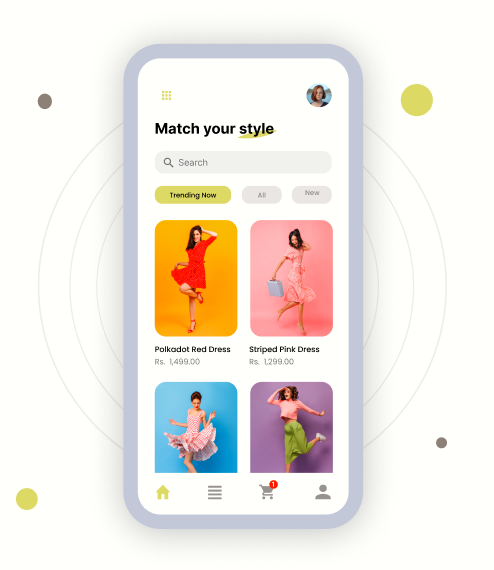 Match your style
Search
Trending Now
All
New
Polkadot Red Dress
Striped Pink Dress
Rs. 1,499.00
Rs. 1,299.00
1